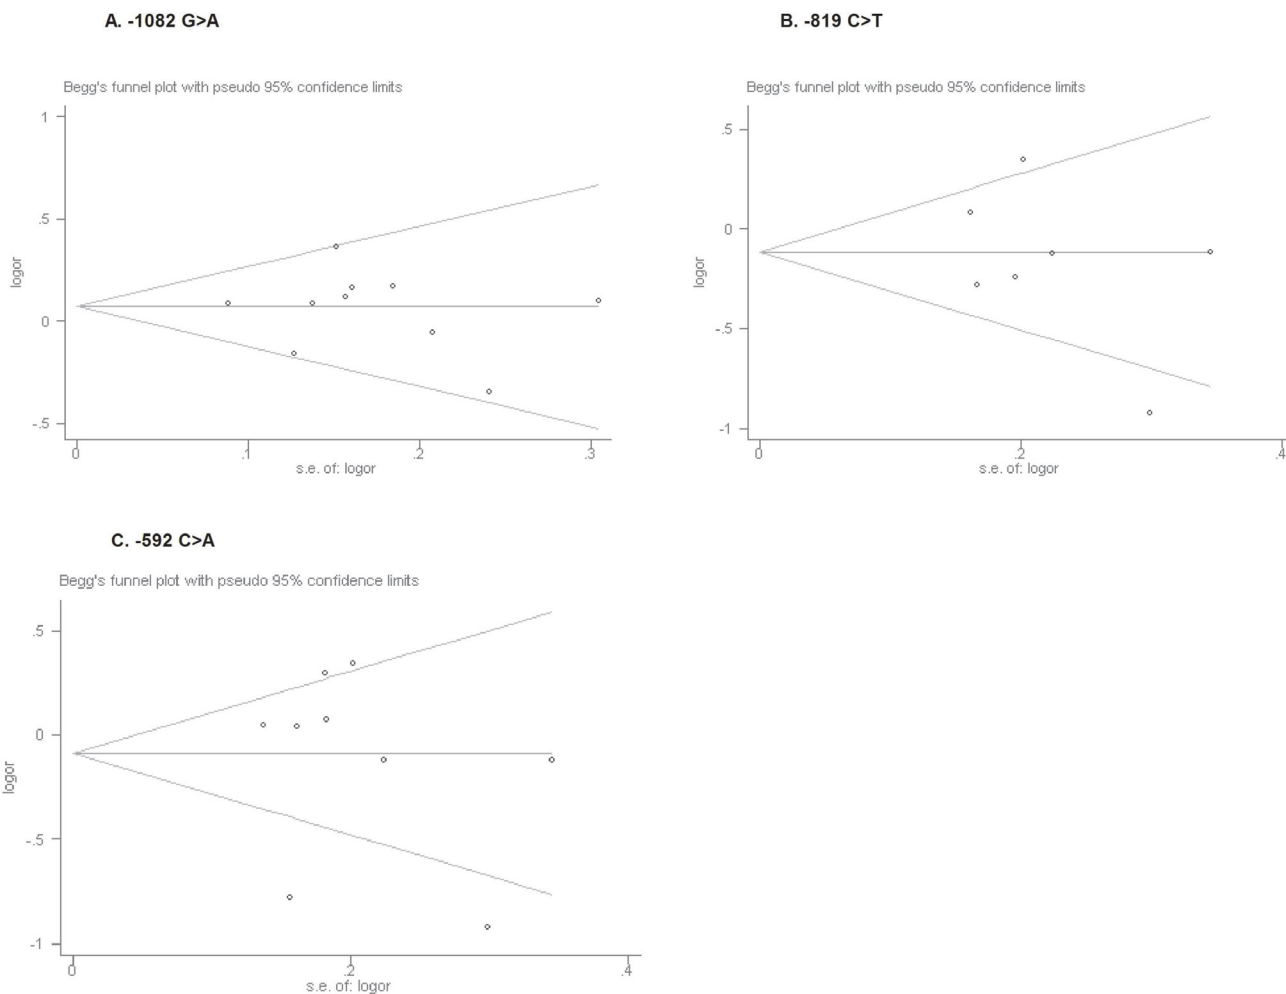 A. -1082 G>A
Begg's funnel plot with pseudo 95% confidence limits
1
.5
0
-.5
logor
0 .1 .2 .3
s.e. of: logor
B. -819 C>T
Begg's funnel plot with pseudo 95% confidence limits
.5
0
-.5
-1
logor
0 .2 .4
s.e. of: logor
C. -592 C>A
Begg's funnel plot with pseudo 95% confidence limits
.5
0
-.5
-1
logor
0 .2 .4
s.e. of: logor